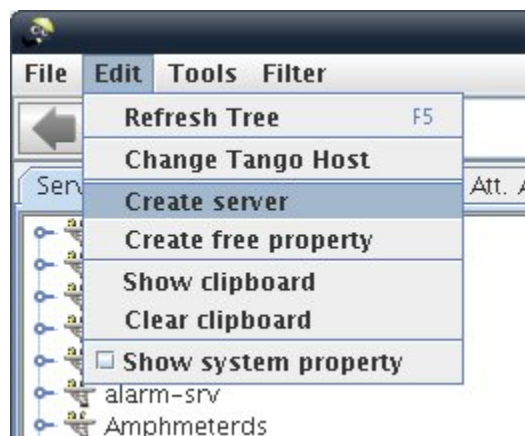 File Edit Tools Filter
Refresh Tree F5
Change Tango Host
Att.
Create server
Create free property
Show clipboard
Clear clipboard
Show system property
alarm-srv
Amphmeterds